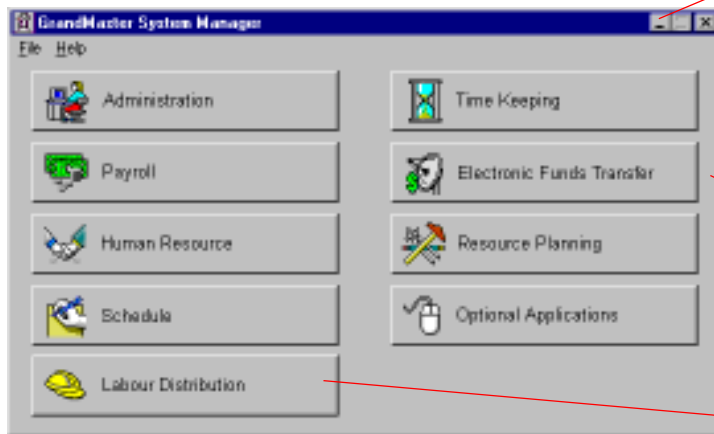 GrandMaster System Manager
File Help
Administration
Time Keeping
Payroll
Electronic Funds Transfer
Human Resource
Resource Planning
Schedule
Optional Applications
Labour Distribution